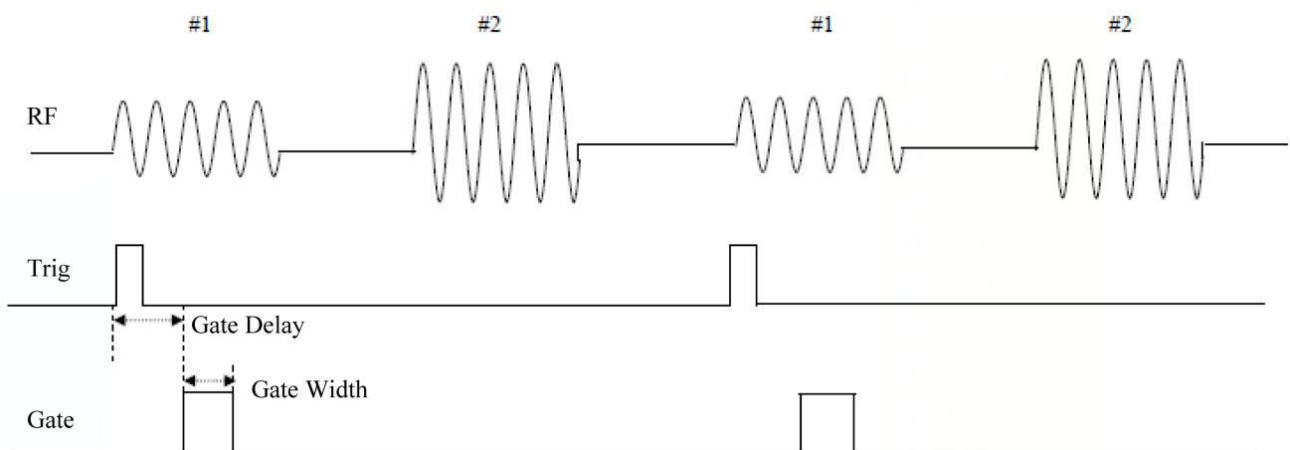 #1 #2 #1 #2
RF
Trig
Gate Delay
Gate Width
Gate